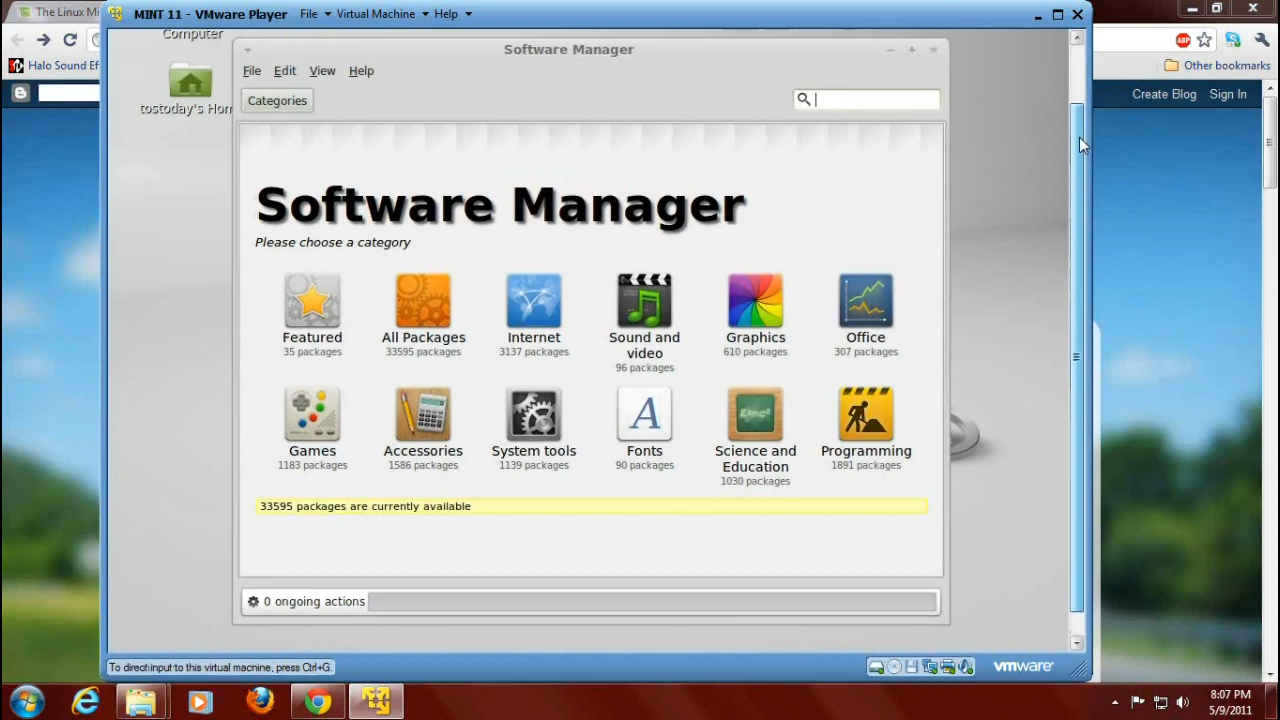 The Linux Mi
MINT 11 - VMware Player File Virtual Machine Help
Halo Sound Ef
ABP
Other bookmarks
Create Blog Sign In
Computer
tostoday's Hom
Software Manager
File Edit View Help
Categories
Software Manager
Please choose a category
Featured
35 packages
All Packages
33595 packages
Internet
3137 packages
Sound and
video
96 packages
Graphics
610 packages
Office
307 packages
Games
1183 packages
Accessories
1586 packages
System tools
1139 packages
A
Fonts
90 packages
E=mc²
Science and
Education
1030 packages
Programming
1891 packages
33595 packages are currently available
0 ongoing actions
To direct input to this virtual machine, press Ctrl+G.
vmware
8:07 PM
5/9/2011